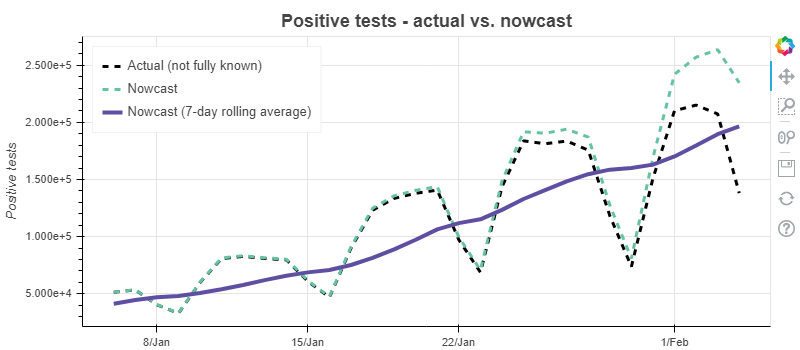 Positive tests - actual vs. nowcast
Actual (not fully known)
Nowcast
Nowcast (7-day rolling average)
Positive tests
2.500e+5
2.000e+5
1.500e+5
1.000e+5
5.000e+4
8/Jan
15/Jan
22/Jan
1/Feb